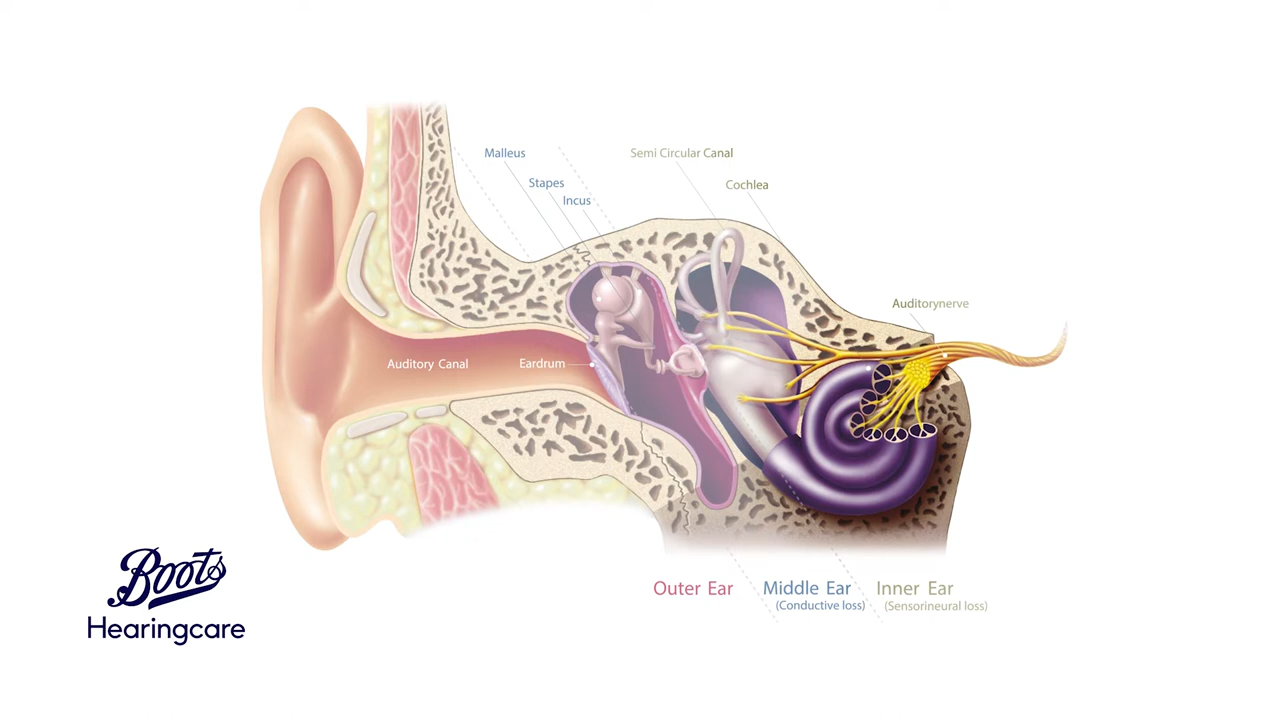 Malleus
Semi Circular Canal
Stapes
Cochlea
Incus
Auditorynerve
Auditory Canal
Eardrum
Outer Ear
Middle Ear
(Conductive loss)
Inner Ear
(Sensorineural loss)
Boots
Hearingcare